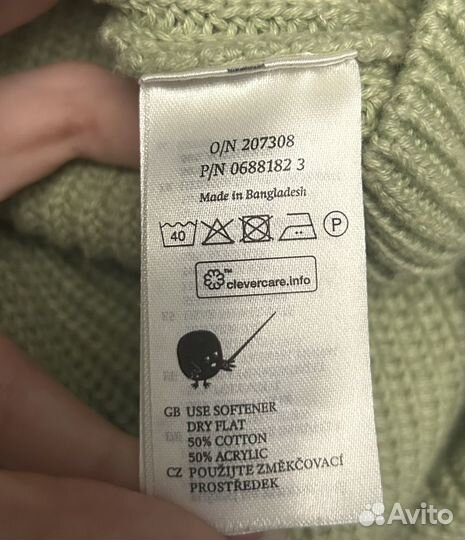 O/N 207308
P/N 0688182 3
Made in Bangladesh
40 P
™
clevercare.info
GB USE SOFTENER
DRY FLAT
50% COTTON
50% ACRYLIC
CZ POUŽIJTE ZMĚKČOVACÍ
PROSTŘEDEK
Avito